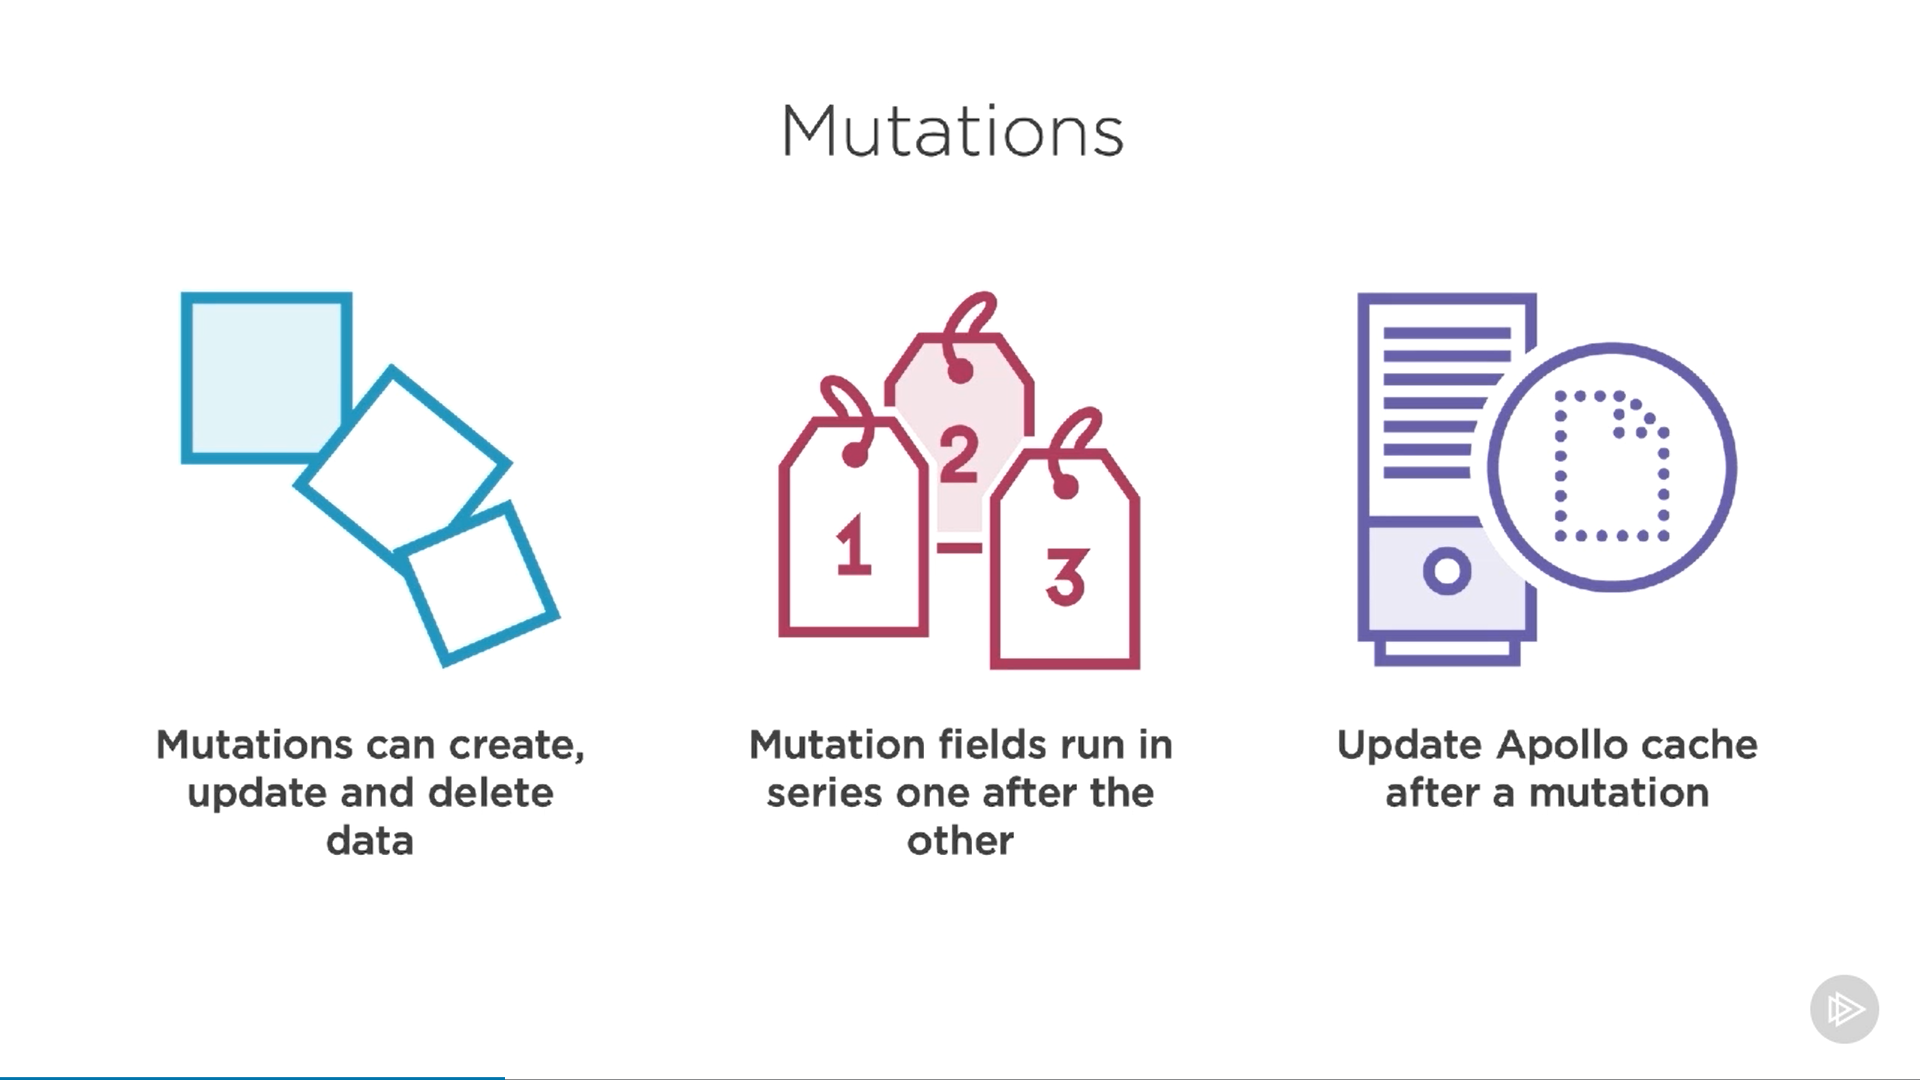 Mutations
1
2
3
Mutations can create,
update and delete
data
Mutation fields run in
series one after the
other
Update Apollo cache
after a mutation